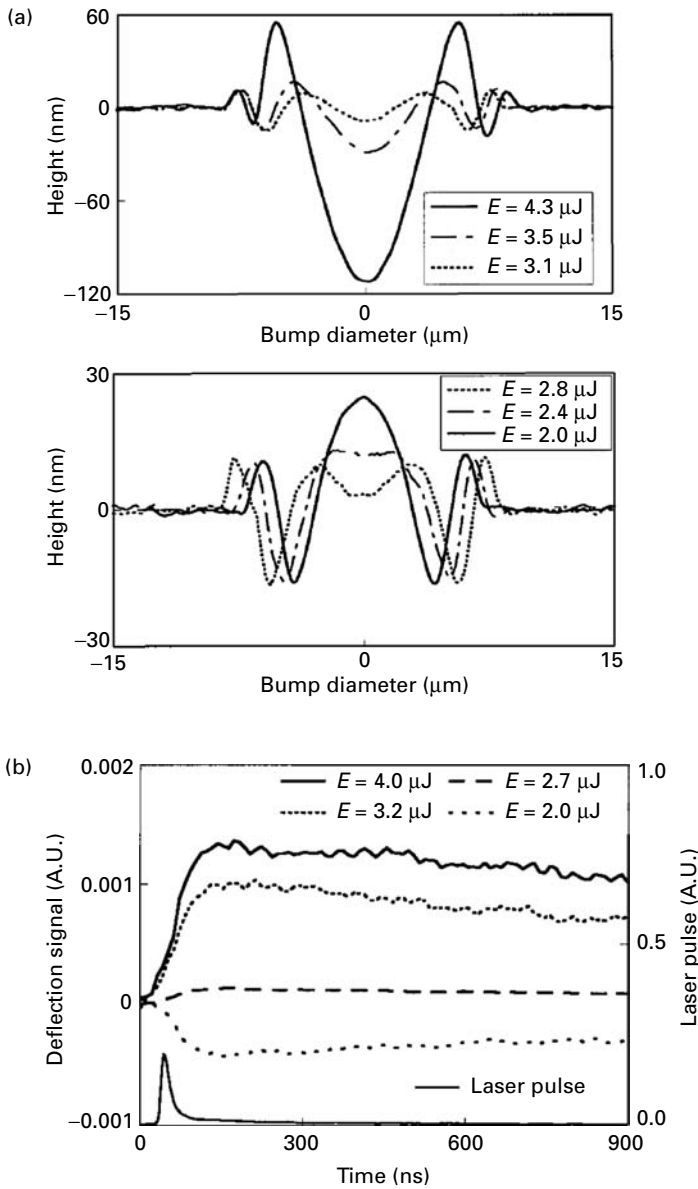 (a)
60
0
−60
−120
Height (nm)
E = 4.3 μJ
E = 3.5 μJ
E = 3.1 μJ
−15
0
15
Bump diameter (μm)
30
0
−30
Height (nm)
E = 2.8 μJ
E = 2.4 μJ
E = 2.0 μJ
−15
0
15
Bump diameter (μm)
(b)
0.002
0.001
0
−0.001
Deflection signal (A.U.)
E = 4.0 μJ
E = 2.7 μJ
E = 3.2 μJ
E = 2.0 μJ
1.0
0.5
0.0
Laser pulse (A.U.)
Laser pulse
0
300
600
900
Time (ns)